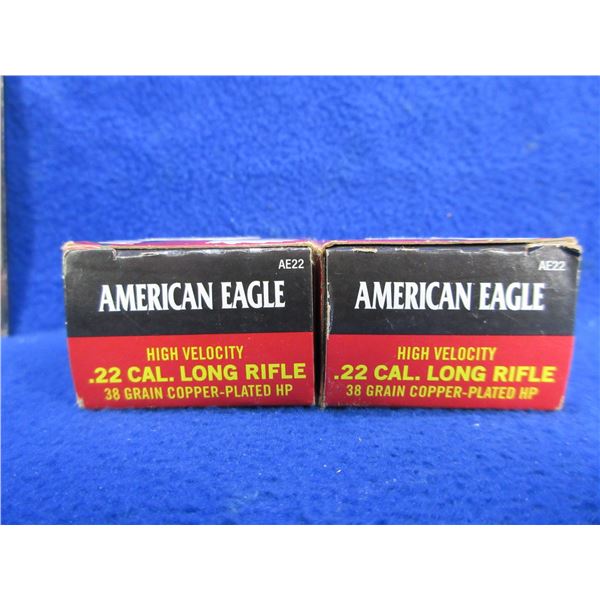 AE22
AMERICAN EAGLE
HIGH VELOCITY
.22 CAL. LONG RIFLE
38 GRAIN COPPER-PLATED HP
AE22
AMERICAN EAGLE
HIGH VELOCITY
.22 CAL. LONG RIFLE
38 GRAIN COPPER-PLATED HP